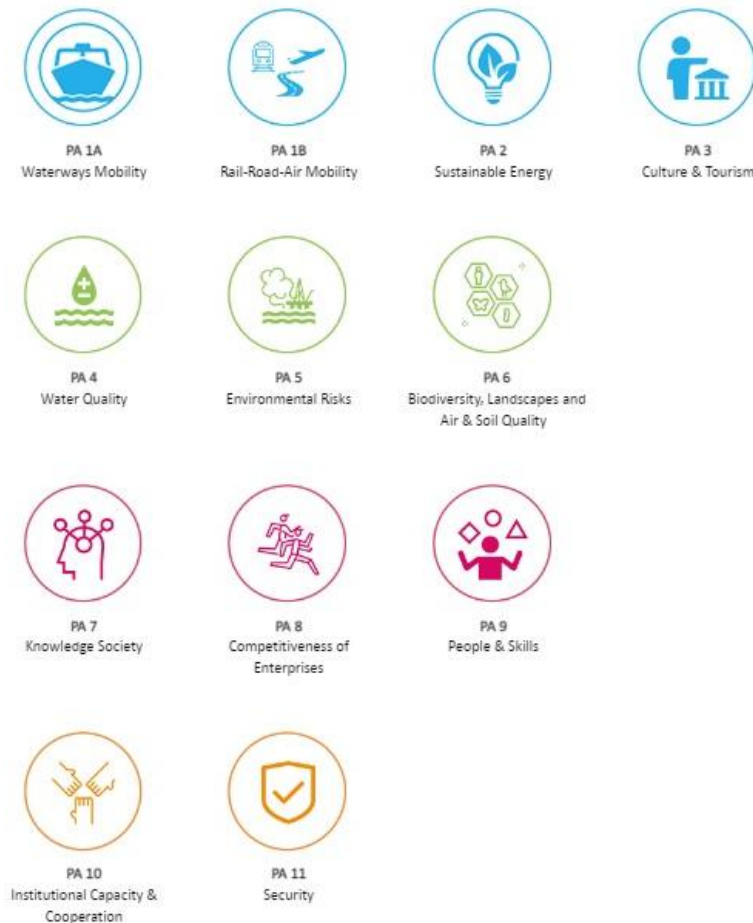 PA 1A
Waterways Mobility
PA 1B
Rail-Road-Air Mobility
PA 2
Sustainable Energy
PA 3
Culture & Tourism
PA 4
Water Quality
PA 5
Environmental Risks
PA 6
Biodiversity, Landscapes and
Air & Soil Quality
PA 7
Knowledge Society
PA 8
Competitiveness of
Enterprises
PA 9
People & Skills
PA 10
Institutional Capacity &
Cooperation
PA 11
Security